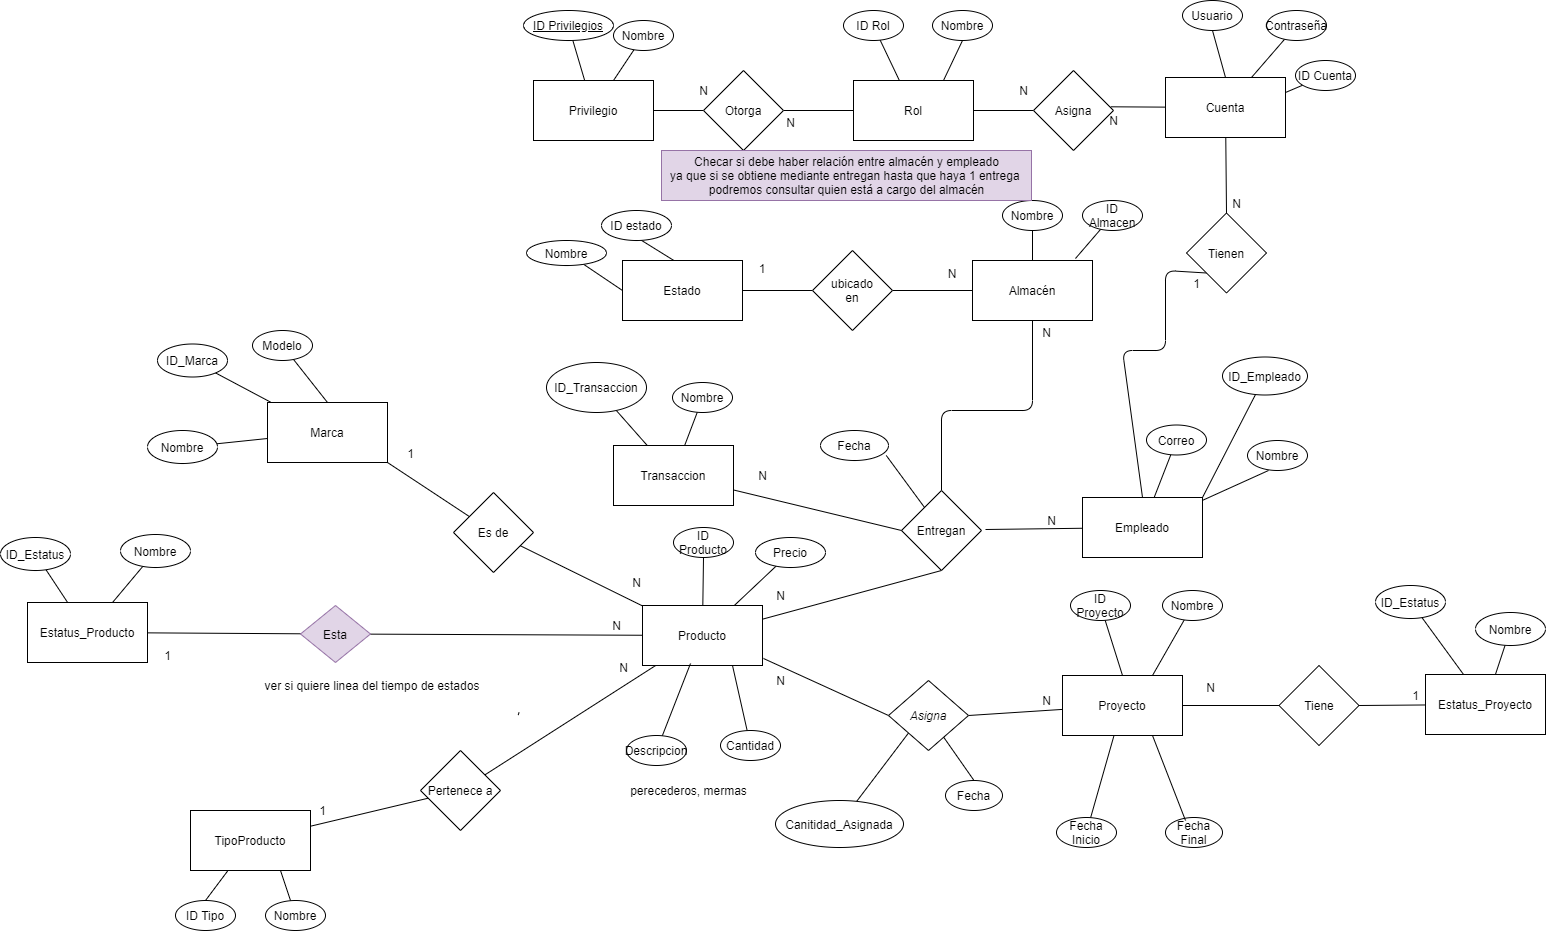 ID Privilegios
Nombre
ID Rol
Nombre
Usuario
Contraseña
ID Cuenta
Privilegio
N
Otorga
N
Rol
N
Asigna
N
Cuenta
Checar si debe haber relación entre almacén y empleado
ya que si se obtiene mediante entregan hasta que haya 1 entrega
podremos consultar quien está a cargo del almacén
N
Tienen
1
Nombre
ID
Almacen
ID estado
Nombre
Estado
1
ubicado
en
N
Almacén
N
ID_Marca
Modelo
Nombre
Marca
1
ID_Transaccion
Nombre
Transaccion
N
Fecha
Entregan
N
ID_Empleado
Correo
Nombre
Empleado
Es de
N
ID_Estatus
Nombre
Estatus_Producto
1
Esta
N
ver si quiere linea del tiempo de estados
ID
Producto
Precio
N
Producto
N
N
Descripcion
Cantidad
perecederos, mermas
,
Pertenece a
1
TipoProducto
ID Tipo
Nombre
Asigna
N
Canitidad_Asignada
Fecha
ID
Proyecto
Nombre
Proyecto
Fecha
Inicio
Fecha
Final
N
Tiene
1
ID_Estatus
Nombre
Estatus_Proyecto